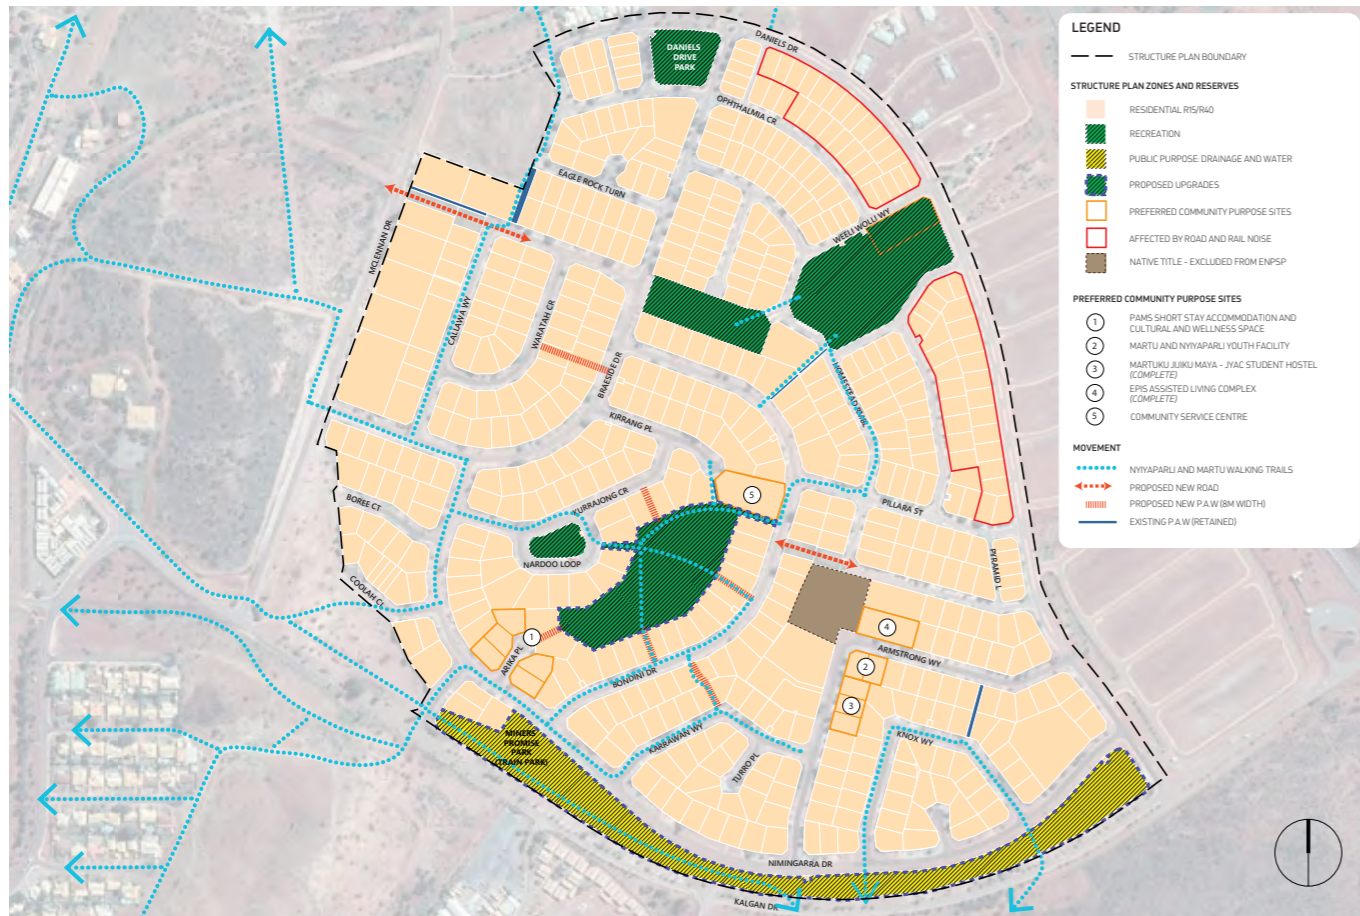 DANIELS DR
DANIELS
DRIVE
PARK
OPHTHALMIA CR
EAGLE ROCK TURN
WEELI WOLLI WY
MCLENNAN DR
CALLAWA WY
WARATAH CR
BRAESIDE DR
HOMESTEAD RMBL
KIRRANG PL
KURRAJONG CR
BOREE CT
NARDOO LOOP
COOLAH CL
PILLARA ST
PYRAMID L
ARIKA PL
BONDINI DR
ARMSTRONG WY
KARRAWAN WY
TURRO PL
KNOX WY
MINERS
PROMISE
PARK
(TRAIN PARK)
NIMINGARRA DR
KALGAN DR
1
2
3
4
5
LEGEND
STRUCTURE PLAN BOUNDARY
STRUCTURE PLAN ZONES AND RESERVES
RESIDENTIAL R15/R40
RECREATION
PUBLIC PURPOSE: DRAINAGE AND WATER
PROPOSED UPGRADES
PREFERRED COMMUNITY PURPOSE SITES
AFFECTED BY ROAD AND RAIL NOISE
NATIVE TITLE - EXCLUDED FROM ENPSP
PREFERRED COMMUNITY PURPOSE SITES
1 PAMS SHORT STAY ACCOMMODATION AND
CULTURAL AND WELLNESS SPACE
2 MARTU AND NYIYAPARLI YOUTH FACILITY
3 MARTUKU JUIKU MAYA - JYAC STUDENT HOSTEL
(COMPLETE)
4 EPIS ASSISTED LIVING COMPLEX
(COMPLETE)
5 COMMUNITY SERVICE CENTRE
MOVEMENT
NYIYAPARLI AND MARTU WALKING TRAILS
PROPOSED NEW ROAD
PROPOSED NEW P.A.W (8M WIDTH)
EXISTING P.A.W (RETAINED)